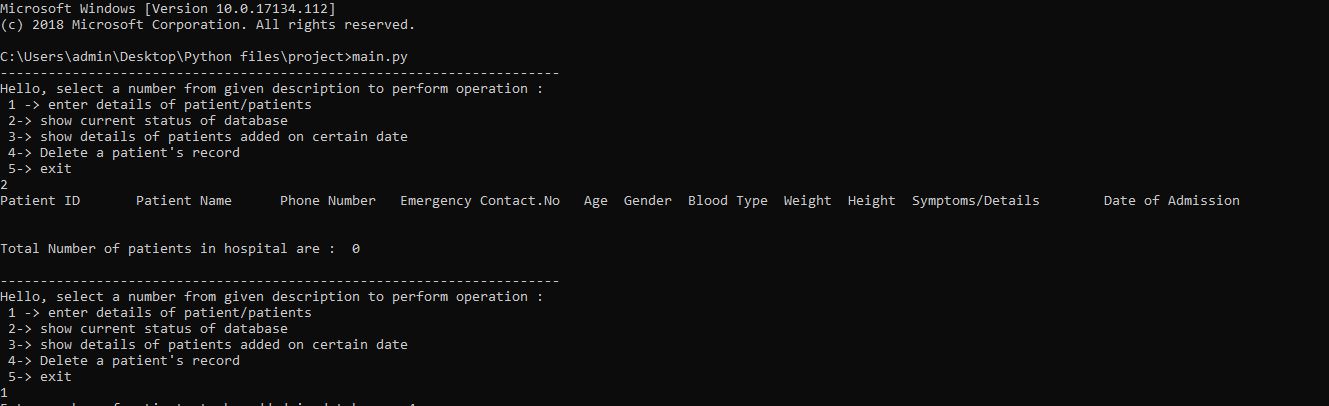 Microsoft Windows [Version 10.0.17134.112]
(c) 2018 Microsoft Corporation. All rights reserved.
C:\Users\admin\Desktop\Python files\project>main.py
----------------------------------------------------------------------
Hello, select a number from given description to perform operation :
1 -> enter details of patient/patients
2-> show current status of database
3-> show details of patients added on certain date
4-> Delete a patient's record
5-> exit
2
Patient ID Patient Name Phone Number Emergency Contact.No Age Gender Blood Type Weight Height Symptoms/Details Date of Admission
Total Number of patients in hospital are : 0
----------------------------------------------------------------------
Hello, select a number from given description to perform operation :
1 -> enter details of patient/patients
2-> show current status of database
3-> show details of patients added on certain date
4-> Delete a patient's record
5-> exit
1